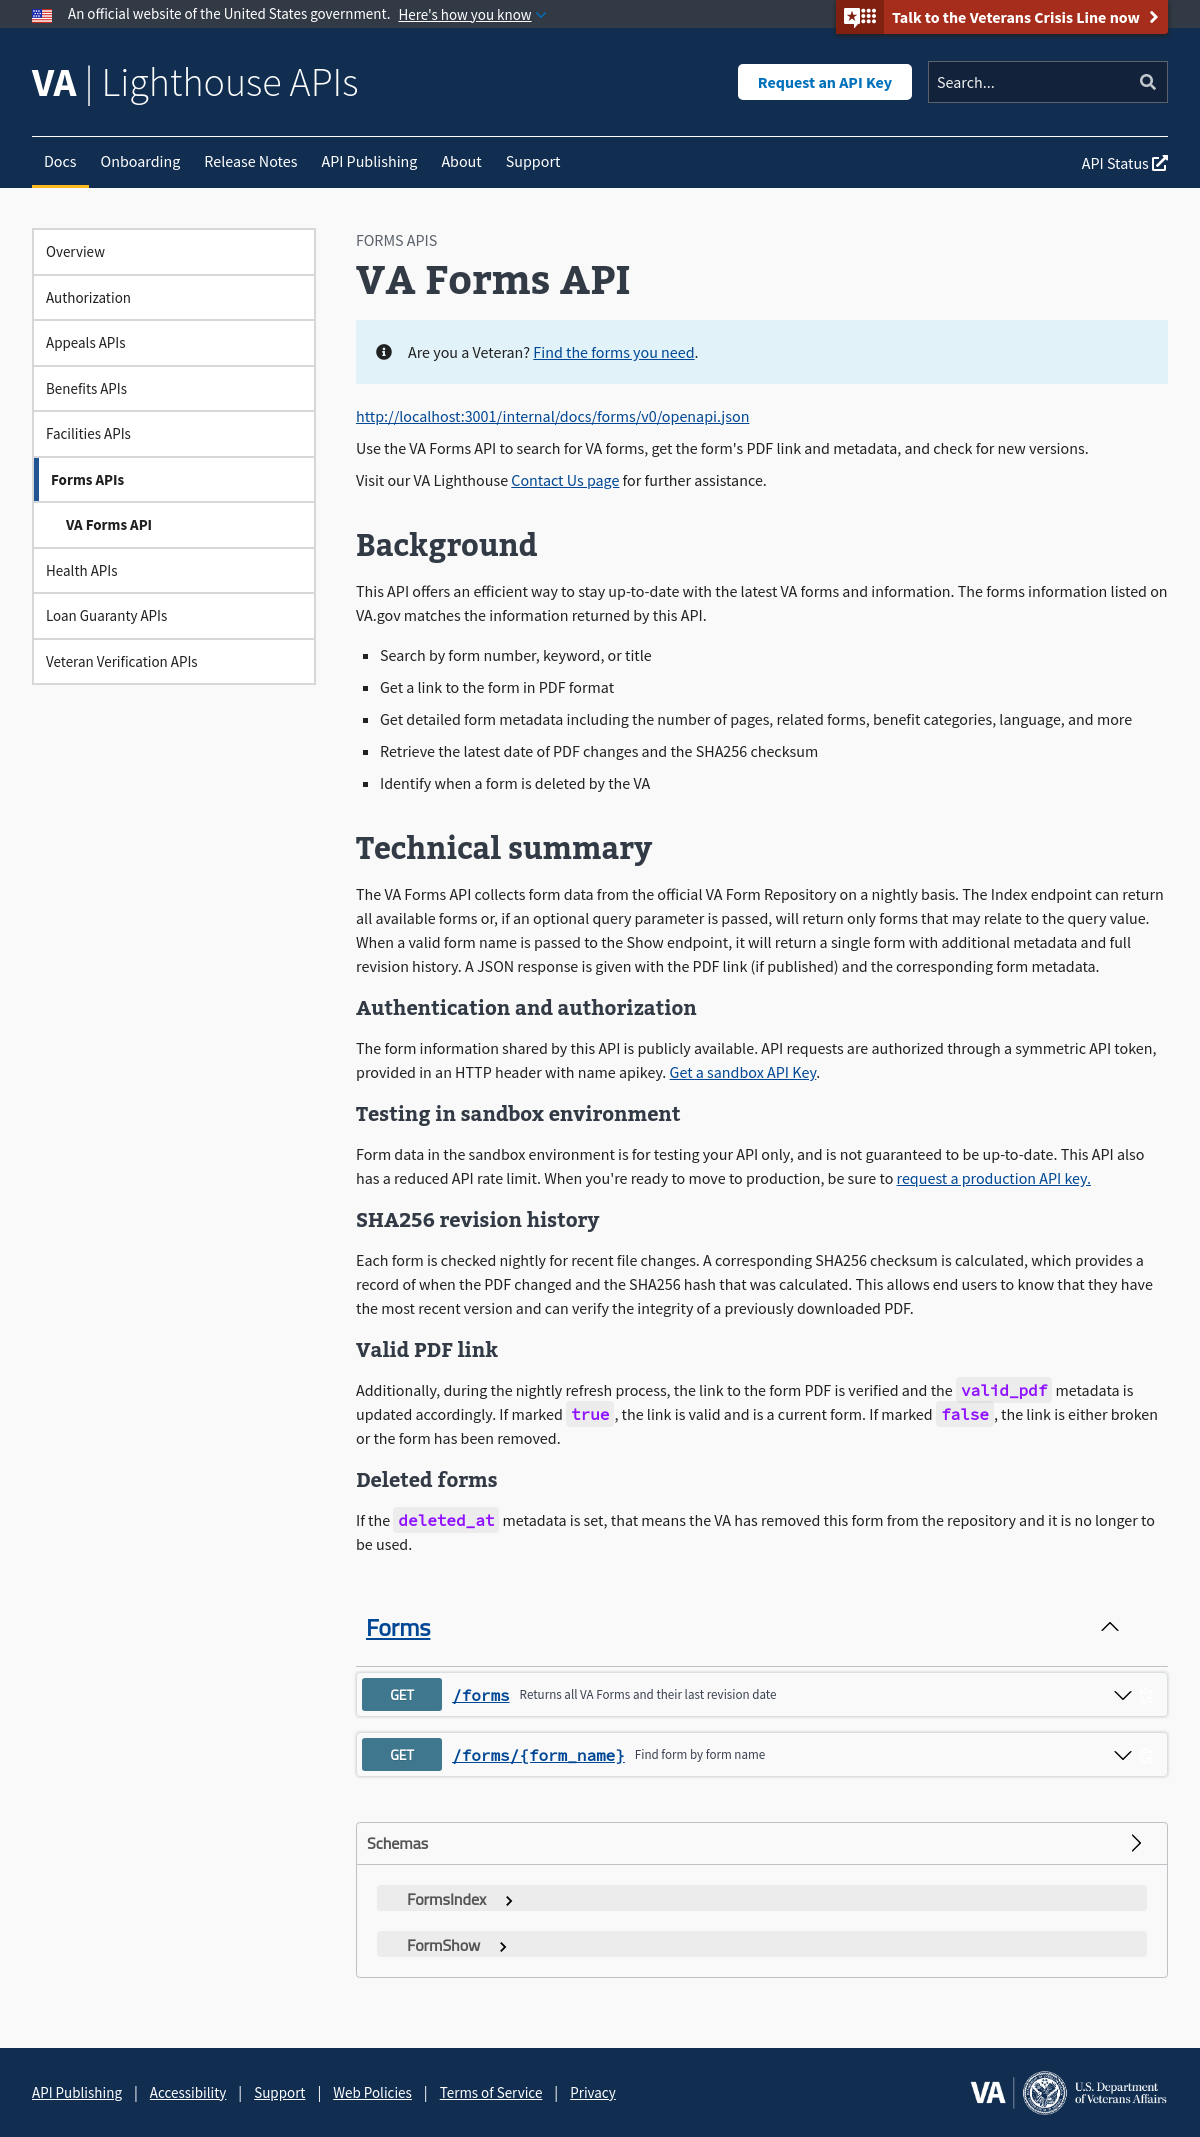 An official website of the United States government. Here's how you know
Talk to the Veterans Crisis Line now
VA | Lighthouse APIs
Request an API Key
Search...
Docs
Onboarding
Release Notes
API Publishing
About
Support
API Status
Overview
Authorization
Appeals APIs
Benefits APIs
Facilities APIs
Forms APIs
VA Forms API
Health APIs
Loan Guaranty APIs
Veteran Verification APIs
FORMS APIS
VA Forms API
Are you a Veteran? Find the forms you need.
http://localhost:3001/internal/docs/forms/v0/openapi.json
Use the VA Forms API to search for VA forms, get the form's PDF link and metadata, and check for new versions.
Visit our VA Lighthouse Contact Us page for further assistance.
Background
This API offers an efficient way to stay up-to-date with the latest VA forms and information. The forms information listed on
VA.gov matches the information returned by this API.
Search by form number, keyword, or title
Get a link to the form in PDF format
Get detailed form metadata including the number of pages, related forms, benefit categories, language, and more
Retrieve the latest date of PDF changes and the SHA256 checksum
Identify when a form is deleted by the VA
Technical summary
The VA Forms API collects form data from the official VA Form Repository on a nightly basis. The Index endpoint can return
all available forms or, if an optional query parameter is passed, will return only forms that may relate to the query value.
When a valid form name is passed to the Show endpoint, it will return a single form with additional metadata and full
revision history. A JSON response is given with the PDF link (if published) and the corresponding form metadata.
Authentication and authorization
The form information shared by this API is publicly available. API requests are authorized through a symmetric API token,
provided in an HTTP header with name apikey. Get a sandbox API Key.
Testing in sandbox environment
Form data in the sandbox environment is for testing your API only, and is not guaranteed to be up-to-date. This API also
has a reduced API rate limit. When you're ready to move to production, be sure to request a production API key.
SHA256 revision history
Each form is checked nightly for recent file changes. A corresponding SHA256 checksum is calculated, which provides a
record of when the PDF changed and the SHA256 hash that was calculated. This allows end users to know that they have
the most recent version and can verify the integrity of a previously downloaded PDF.
Valid PDF link
Additionally, during the nightly refresh process, the link to the form PDF is verified and the valid_pdf metadata is
updated accordingly. If marked true, the link is valid and is a current form. If marked false, the link is either broken
or the form has been removed.
Deleted forms
If the deleted_at metadata is set, that means the VA has removed this form from the repository and it is no longer to
be used.
Forms
GET /forms Returns all VA Forms and their last revision date
GET /forms/{form_name} Find form by form name
Schemas
FormsIndex
FormShow
API Publishing | Accessibility | Support | Web Policies | Terms of Service | Privacy
VA | U.S. Department
of Veterans Affairs